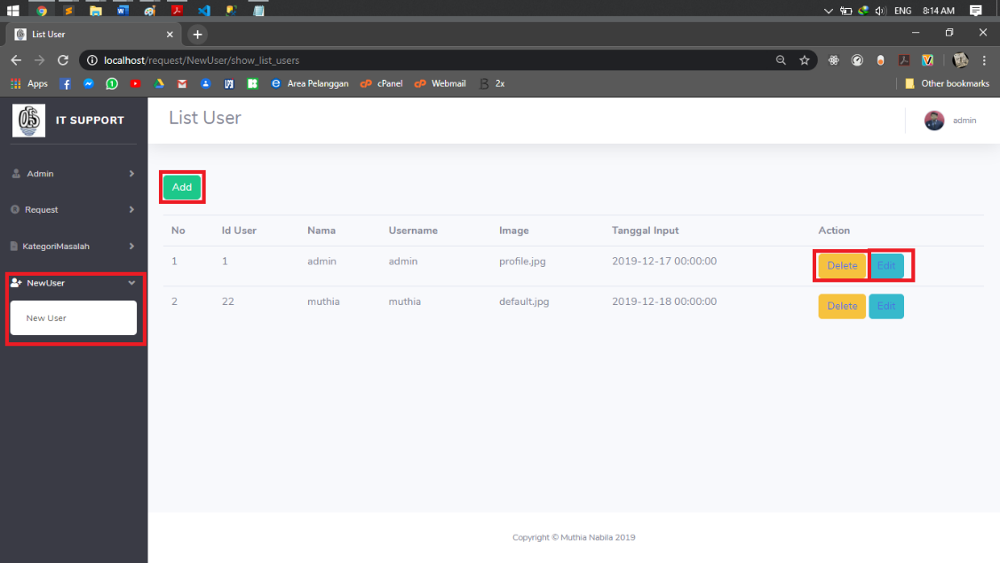 ENG 8:14 AM
List User
localhost/request/NewUser/show_list_users
Apps Area Pelanggan cPanel Webmail 2x Other bookmarks
IT SUPPORT
List User
admin
Admin
Request
KategoriMasalah
NewUser
New User
Add
No Id User Nama Username Image Tanggal Input Action
1 1 admin admin profile.jpg 2019-12-17 00:00:00 Delete Edit
2 22 muthia muthia default.jpg 2019-12-18 00:00:00 Delete Edit
Copyright © Muthia Nabila 2019